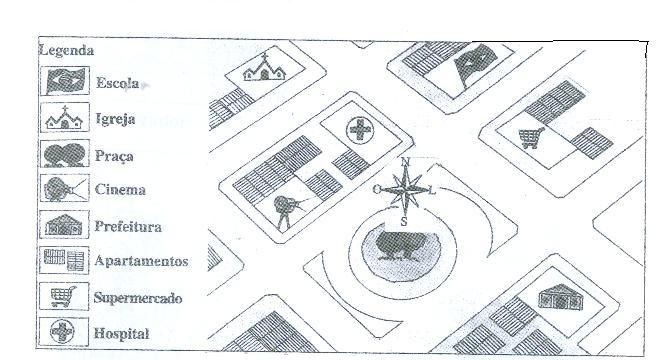 Legenda
Escola
Igreja
Praça
Cinema
Prefeitura
Apartamentos
Supermercado
Hospital
N
O L
S